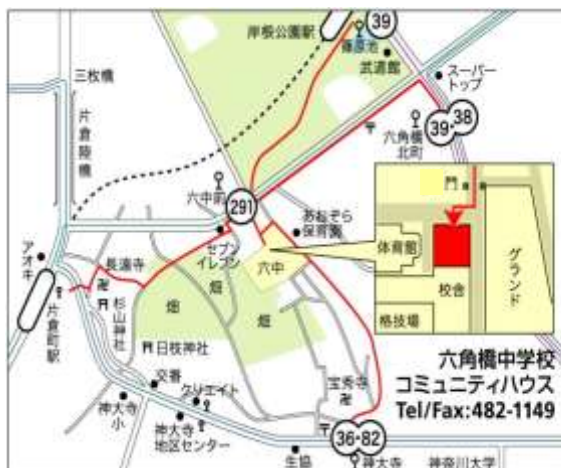 岸根公園駅
39
篠原池
武道館
スーパー
トップ
三枚橋
片倉陸橋
六角橋
北町
39・38
六中前
291
あおぞら
保育園
セブン
イレブン
六中
門
体育館
グランド
校舎
格技場
アオキ
長遠寺
片倉町駅
杉山神社
畑
畑
畑
日枝神社
宝秀寺
六角橋中学校
コミュニティハウス
Tel/Fax:482-1149
交番
クリエイト
神大寺
小
神大寺
地区センター
36・82
生協
神大寺
神奈川大学